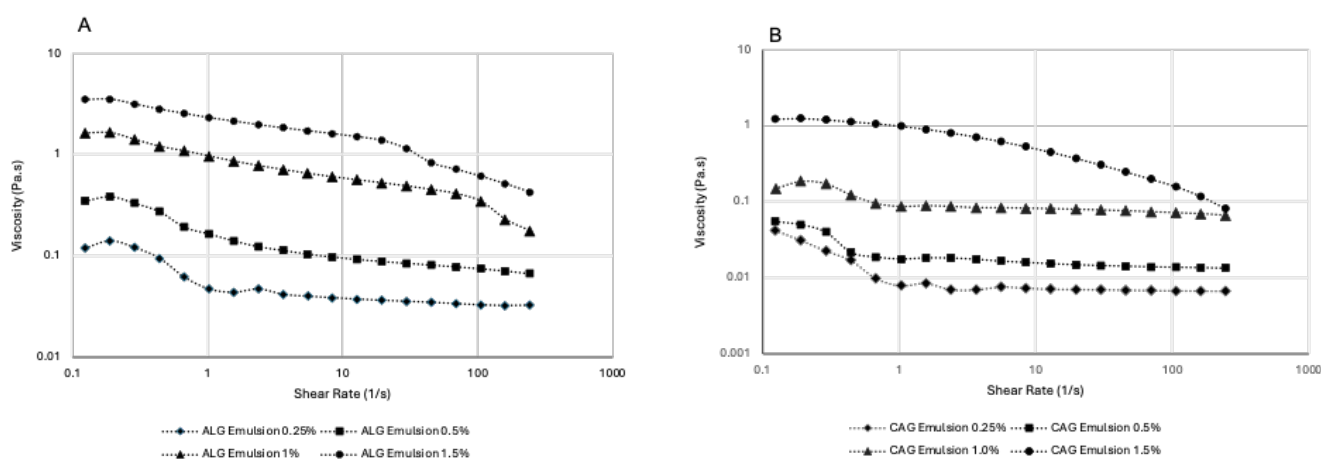 A
10
1
0.1
0.01
0.1
1
10
100
1000
Viscosity (Pa.s)
Shear Rate (1/s)
ALG Emulsion 0.25%
ALG Emulsion 0.5%
ALG Emulsion 1%
ALG Emulsion 1.5%
B
10
1
0.1
0.01
0.001
0.1
1
10
100
1000
Viscosity (Pa.s)
Shear Rate (1/s)
CAG Emulsion 0.25%
CAG Emulsion 0.5%
CAG Emulsion 1.0%
CAG Emulsion 1.5%